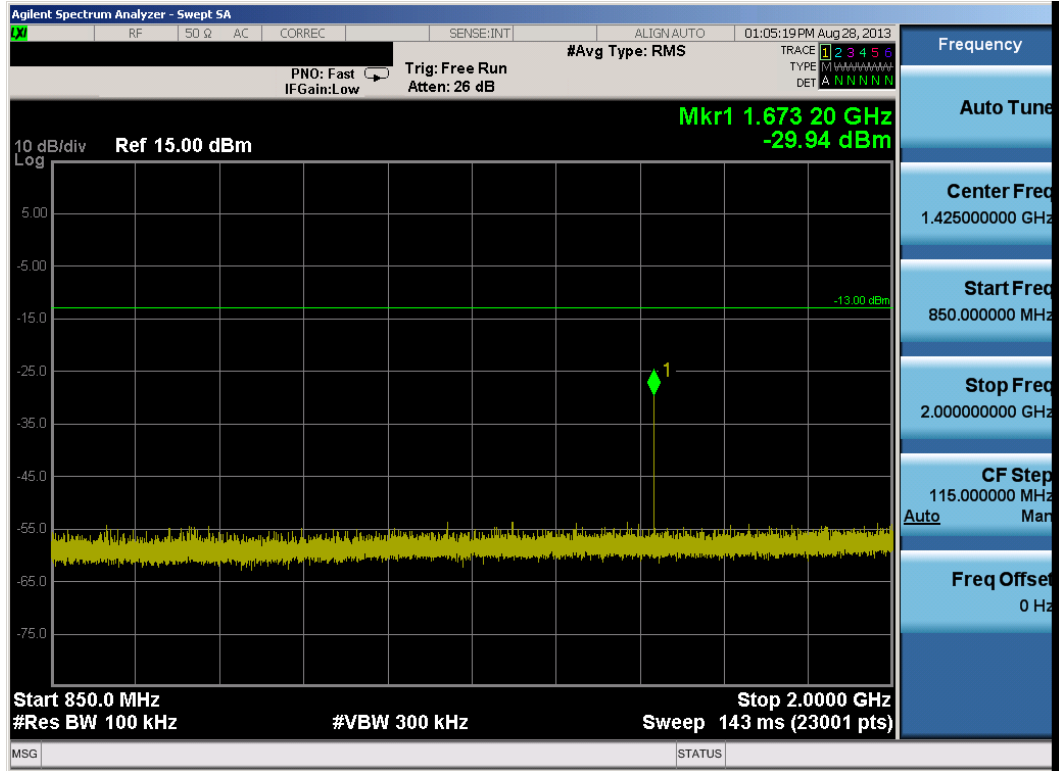 Agilent Spectrum Analyzer - Swept SA
LXI RF 50 Ω AC CORREC SENSE:INT ALIGN AUTO 01:05:19 PM Aug 28, 2013
#Avg Type: RMS
TRACE 1 2 3 4 5 6
PNO: Fast Trig: Free Run
TYPE M WWWWW
IFGain:Low Atten: 26 dB
DET A N N N N N
Frequency
Auto Tune
Mkr1 1.673 20 GHz
-29.94 dBm
10 dB/div Ref 15.00 dBm
Log
5.00
-5.00
-13.00 dBm
-15.0
-25.0
1
-35.0
-45.0
-55.0
-65.0
-75.0
Center Freq
1.425000000 GHz
Start Freq
850.000000 MHz
Stop Freq
2.000000000 GHz
CF Step
115.000000 MHz
Auto Man
Freq Offset
0 Hz
Start 850.0 MHz Stop 2.0000 GHz
#Res BW 100 kHz #VBW 300 kHz Sweep 143 ms (23001 pts)
MSG STATUS